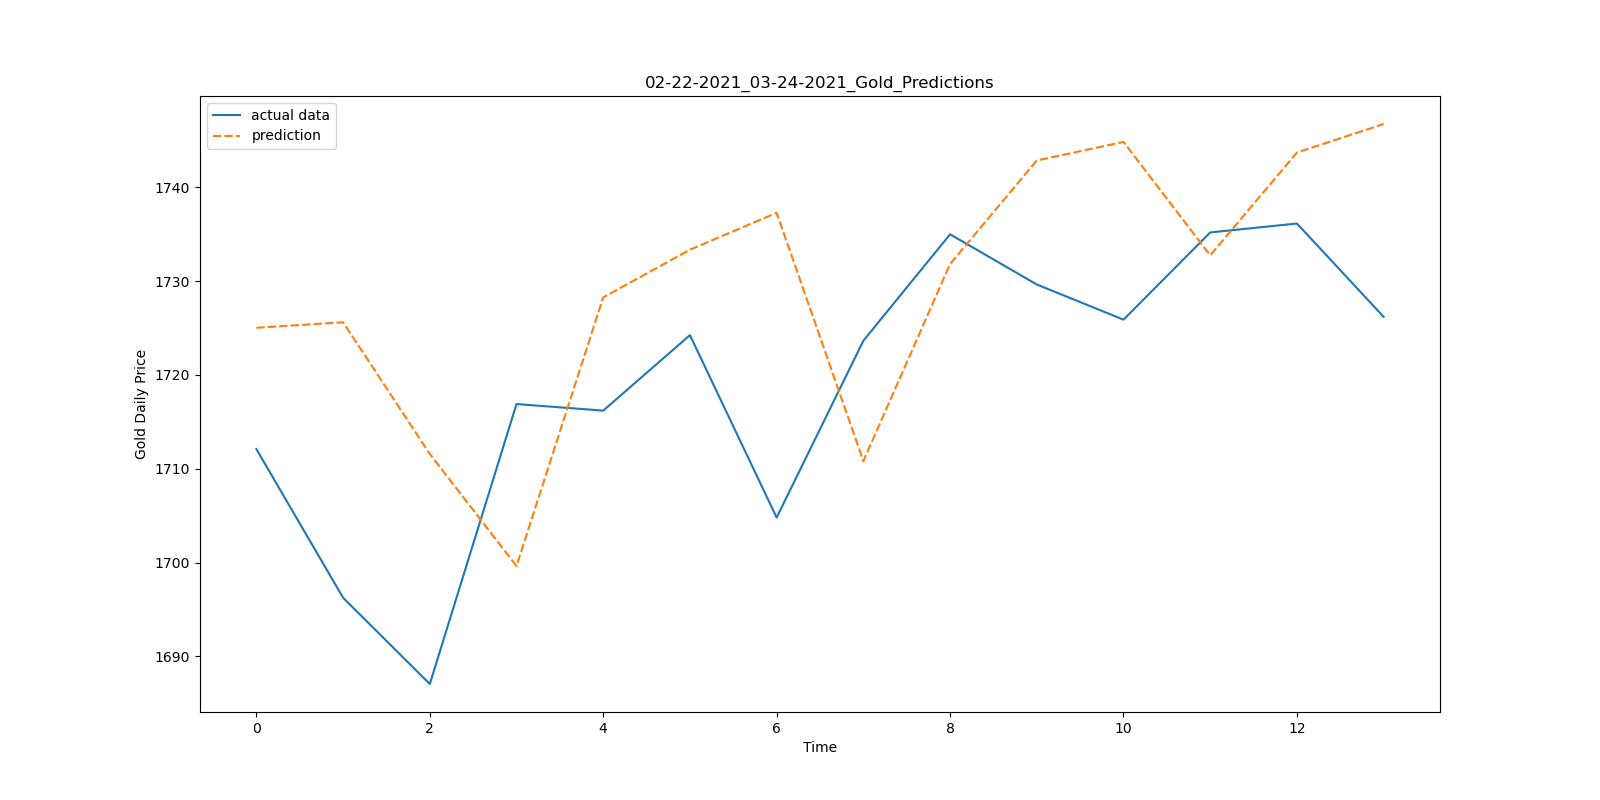 02-22-2021_03-24-2021_Gold_Predictions
actual data
prediction
1740
1730
1720
1710
1700
1690
Gold Daily Price
0 2 4 6 8 10 12
Time